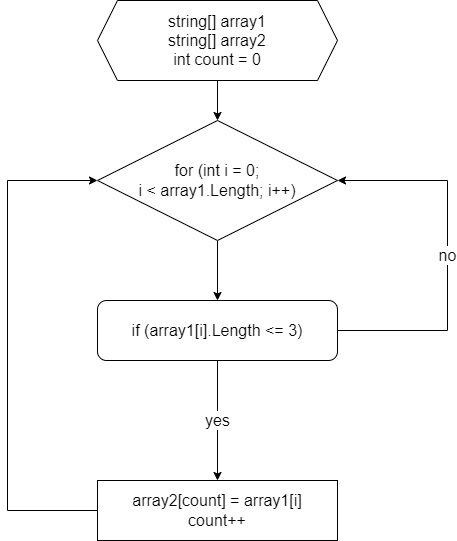 string[] array1
string[] array2
int count = 0
for (int i = 0;
i < array1.Length; i++)
no
if (array1[i].Length <= 3)
yes
array2[count] = array1[i]
count++